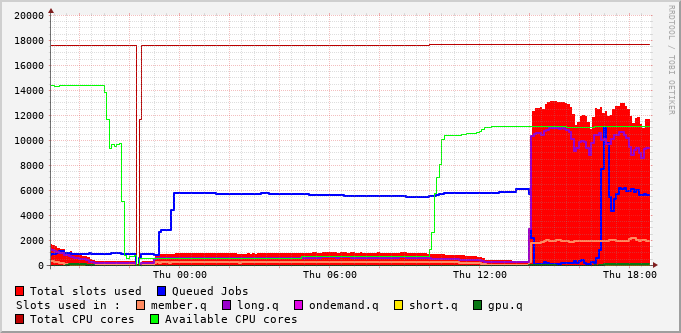 RRDTOOL / TOBI OETIKER
20000
18000
16000
14000
12000
10000
8000
6000
4000
2000
0
Thu 00:00 Thu 06:00 Thu 12:00 Thu 18:00
Total slots used Queued Jobs
Slots used in : member.q long.q ondemand.q short.q gpu.q
Total CPU cores Available CPU cores